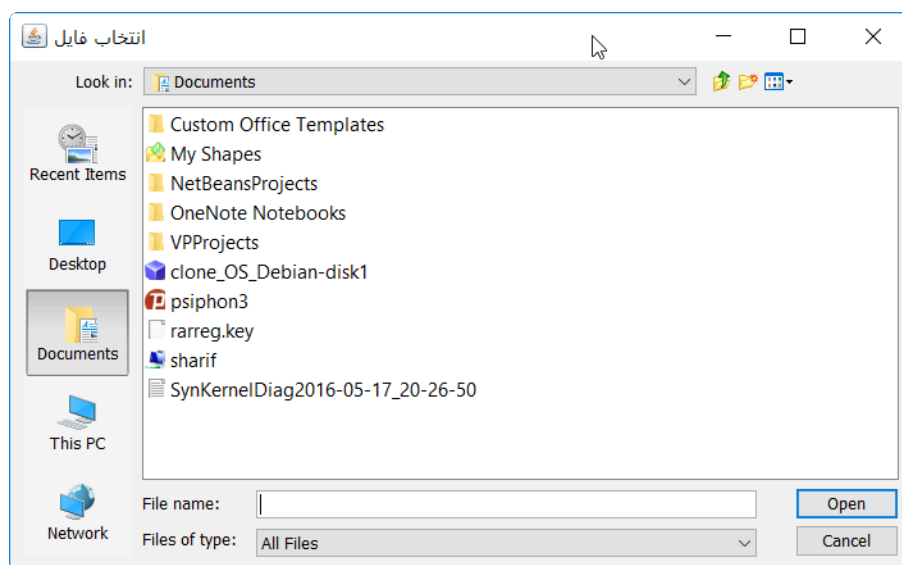 انتخاب فایل
Look in: Documents
Recent Items
Desktop
Documents
This PC
Network
Custom Office Templates
My Shapes
NetBeansProjects
OneNote Notebooks
VPProjects
clone_OS_Debian-disk1
psiphon3
rarreg.key
sharif
SynKernelDiag2016-05-17_20-26-50
File name:
Open
Files of type: All Files
Cancel